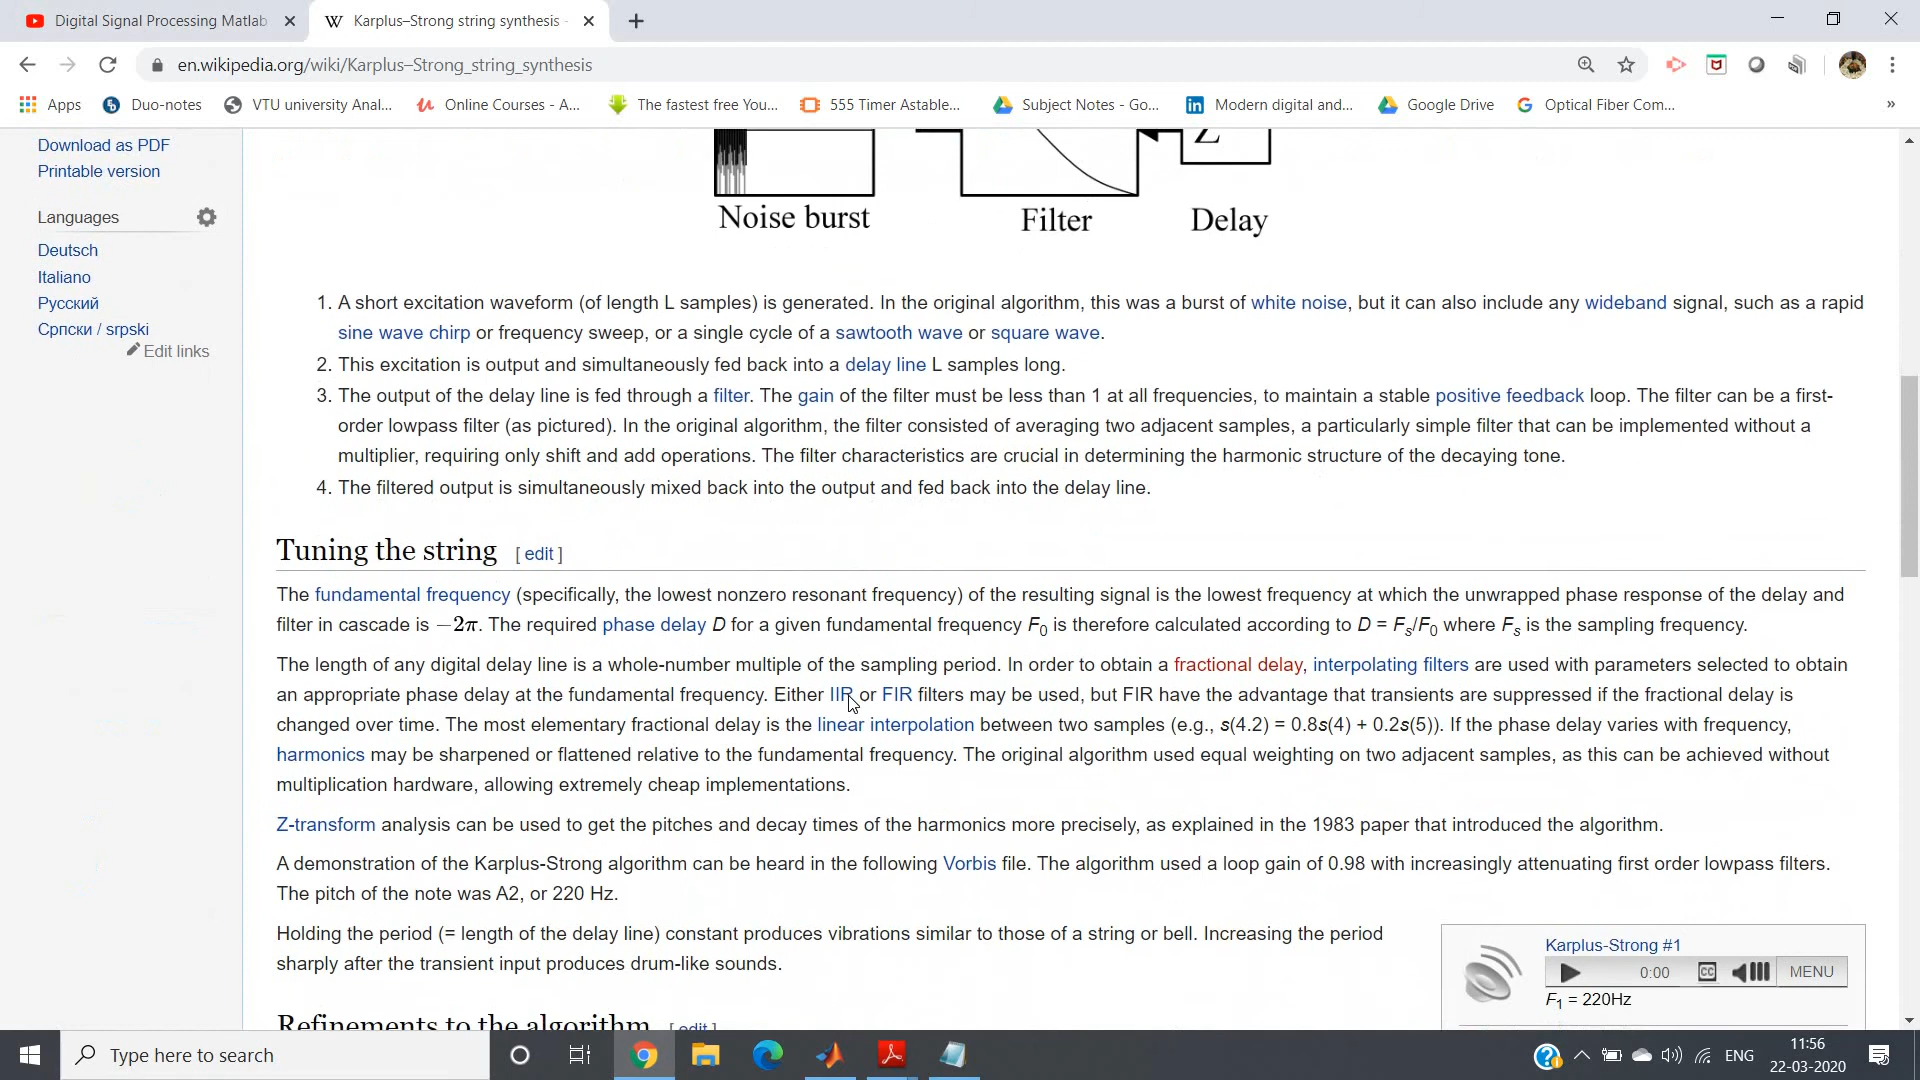 Digital Signal Processing Matlab
Karplus–Strong string synthesis -
en.wikipedia.org/wiki/Karplus–Strong_string_synthesis
Apps
Duo-notes
VTU university Anal...
Online Courses - A...
The fastest free You...
555 Timer Astable...
Subject Notes - Go...
Modern digital and...
Google Drive
Optical Fiber Com...
»
Download as PDF
Printable version
Languages
Deutsch
Italiano
Русский
Српски / srpski
Edit links
Noise burst
Filter
Delay
1. A short excitation waveform (of length L samples) is generated. In the original algorithm, this was a burst of white noise, but it can also include any wideband signal, such as a rapid
sine wave chirp or frequency sweep, or a single cycle of a sawtooth wave or square wave.
2. This excitation is output and simultaneously fed back into a delay line L samples long.
3. The output of the delay line is fed through a filter. The gain of the filter must be less than 1 at all frequencies, to maintain a stable positive feedback loop. The filter can be a first-
order lowpass filter (as pictured). In the original algorithm, the filter consisted of averaging two adjacent samples, a particularly simple filter that can be implemented without a
multiplier, requiring only shift and add operations. The filter characteristics are crucial in determining the harmonic structure of the decaying tone.
4. The filtered output is simultaneously mixed back into the output and fed back into the delay line.
Tuning the string [ edit ]
The fundamental frequency (specifically, the lowest nonzero resonant frequency) of the resulting signal is the lowest frequency at which the unwrapped phase response of the delay and
filter in cascade is −2π. The required phase delay D for a given fundamental frequency F0 is therefore calculated according to D = Fs/F0 where Fs is the sampling frequency.
The length of any digital delay line is a whole-number multiple of the sampling period. In order to obtain a fractional delay, interpolating filters are used with parameters selected to obtain
an appropriate phase delay at the fundamental frequency. Either IIR or FIR filters may be used, but FIR have the advantage that transients are suppressed if the fractional delay is
changed over time. The most elementary fractional delay is the linear interpolation between two samples (e.g., s(4.2) = 0.8s(4) + 0.2s(5)). If the phase delay varies with frequency,
harmonics may be sharpened or flattened relative to the fundamental frequency. The original algorithm used equal weighting on two adjacent samples, as this can be achieved without
multiplication hardware, allowing extremely cheap implementations.
Z-transform analysis can be used to get the pitches and decay times of the harmonics more precisely, as explained in the 1983 paper that introduced the algorithm.
A demonstration of the Karplus-Strong algorithm can be heard in the following Vorbis file. The algorithm used a loop gain of 0.98 with increasingly attenuating first order lowpass filters.
The pitch of the note was A2, or 220 Hz.
Holding the period (= length of the delay line) constant produces vibrations similar to those of a string or bell. Increasing the period
sharply after the transient input produces drum-like sounds.
Karplus-Strong #1
0:00
CC
MENU
F1 = 220Hz
Refinements to the algorithm [ edit ]
Type here to search
ENG
11:56
22-03-2020